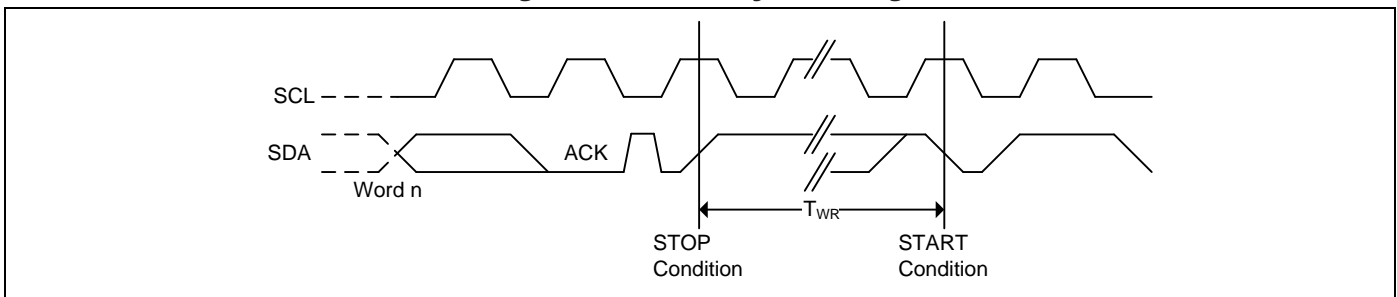 SCL
SDA
ACK
Word n
TWR
STOP
Condition
START
Condition